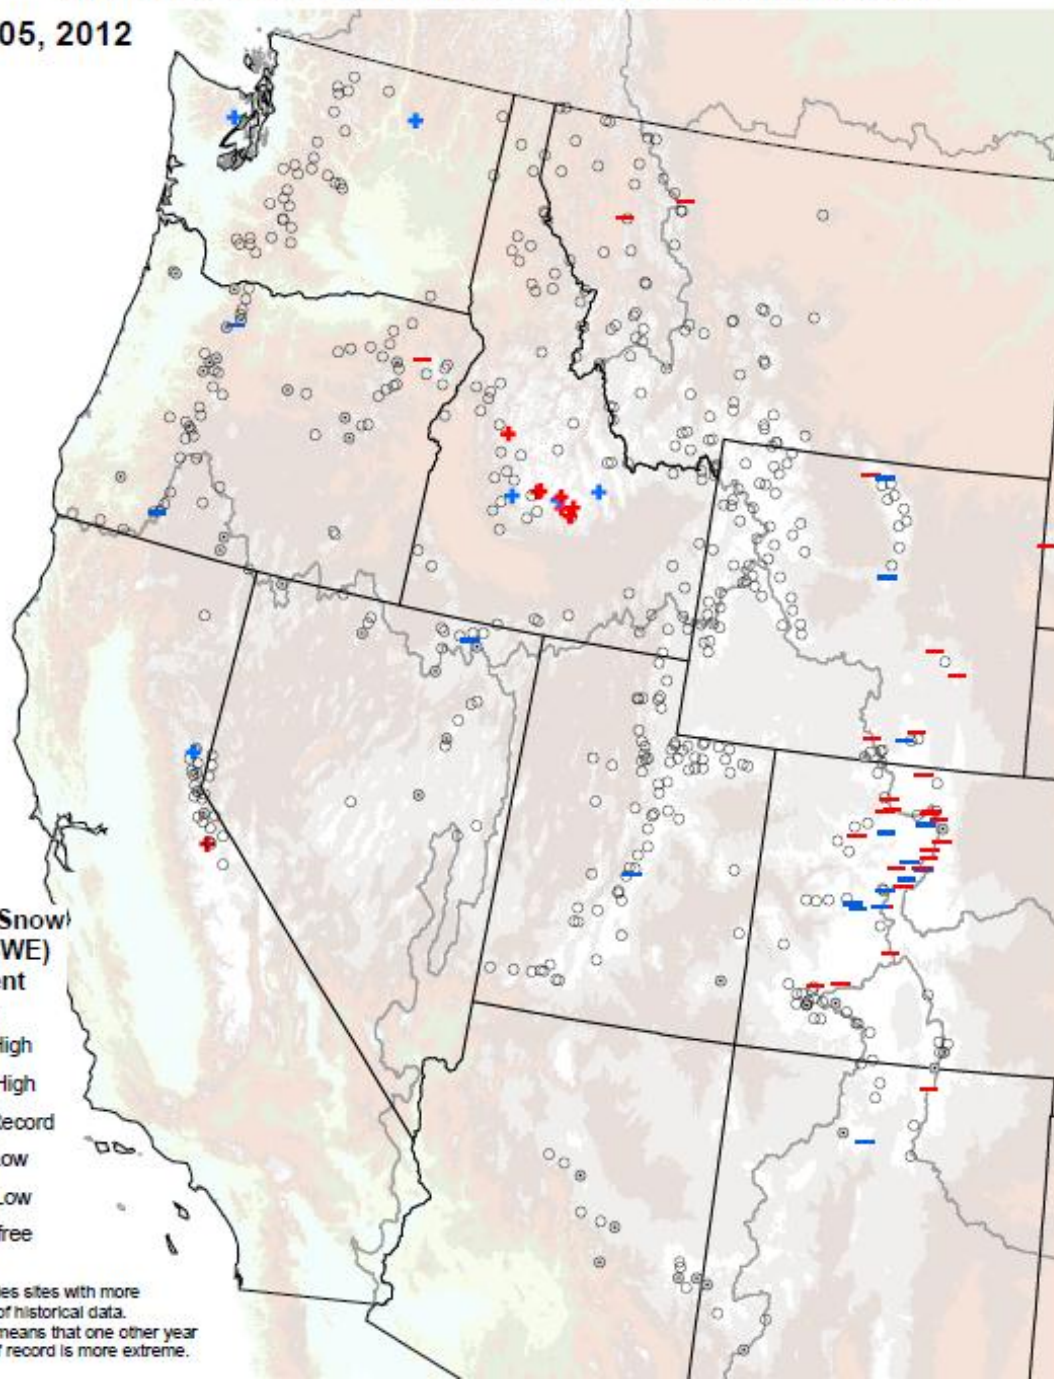 05, 2012
Snow
WE)
ent
High
High
Record
Low
Low
free
es sites with more
of historical data.
means that one other year
f record is more extreme.